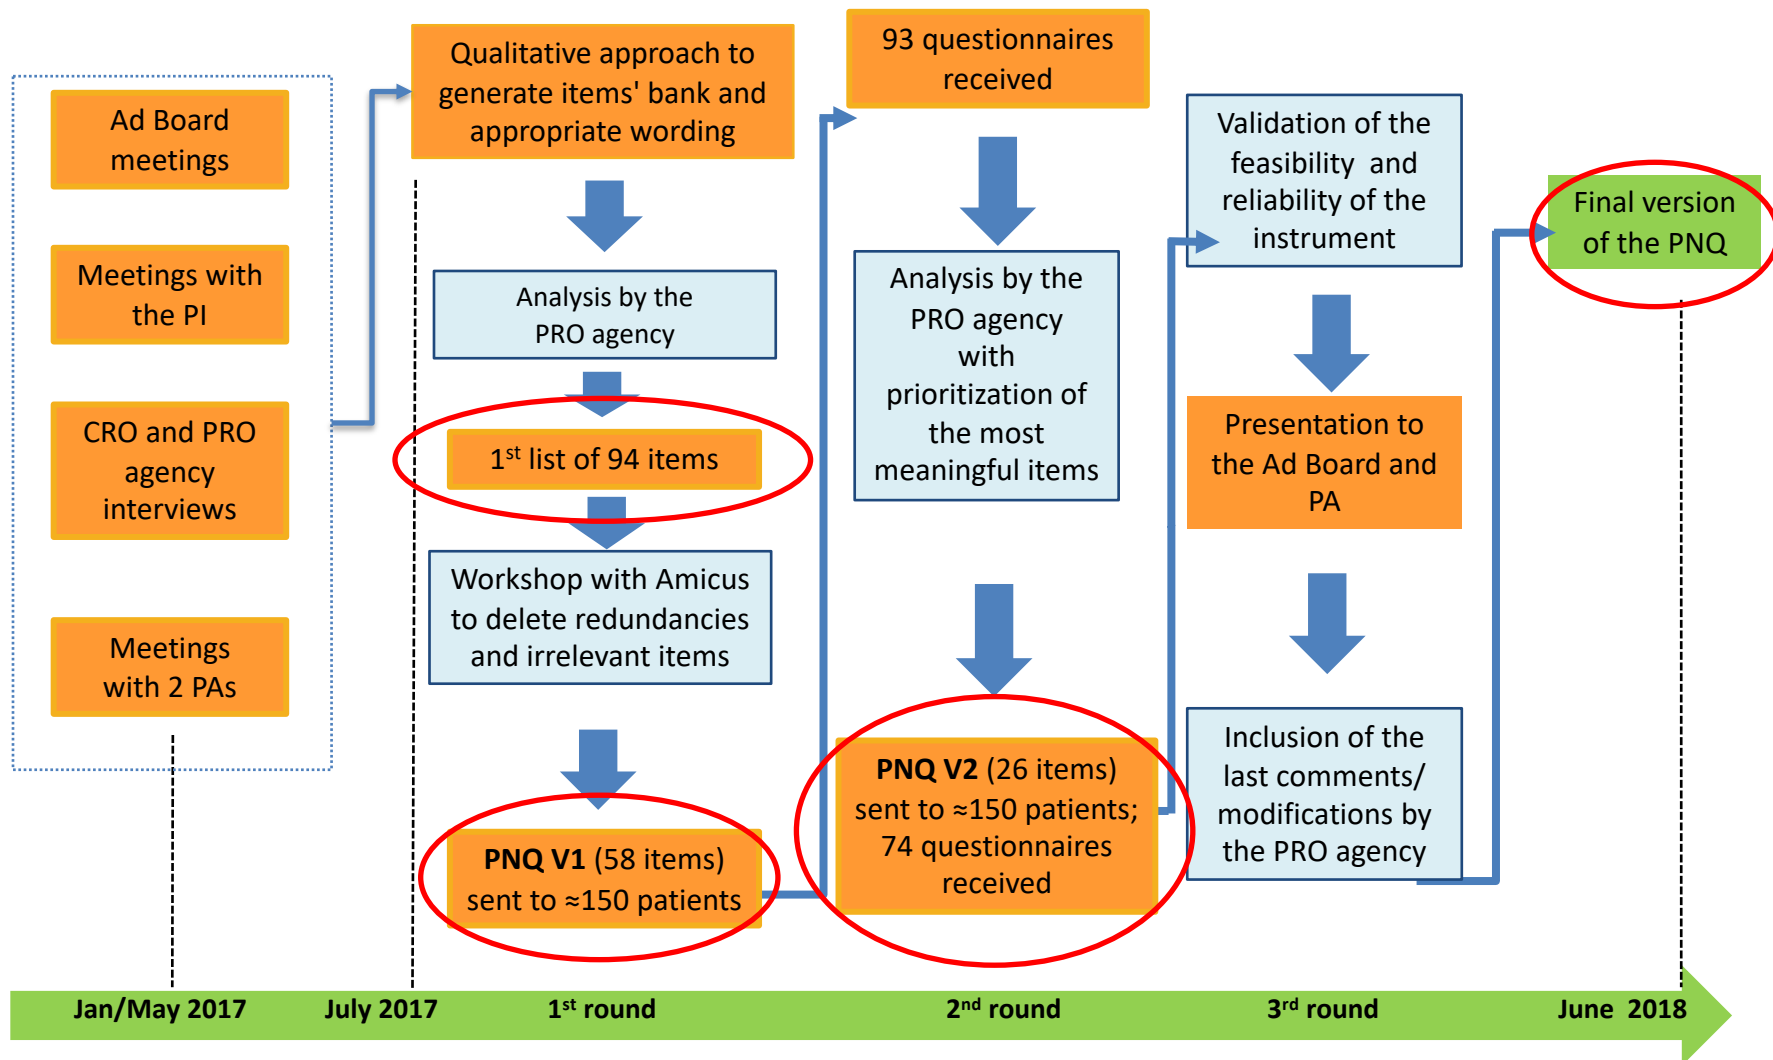 Ad Board
meetings
Meetings with
the PI
CRO and PRO
agency
interviews
Meetings
with 2 PAs
Qualitative approach to
generate items' bank and
appropriate wording
Analysis by the
PRO agency
1st list of 94 items
Workshop with Amicus
to delete redundancies
and irrelevant items
PNQ V1 (58 items)
sent to ≈150 patients
93 questionnaires
received
Analysis by the
PRO agency
with
prioritization of
the most
meaningful items
PNQ V2 (26 items)
sent to ≈150 patients;
74 questionnaires
received
Validation of the
feasibility and
reliability of the
instrument
Presentation to
the Ad Board and
PA
Inclusion of the
last comments/
modifications by
the PRO agency
Final version
of the PNQ
Jan/May 2017
July 2017
1st round
2nd round
3rd round
June 2018